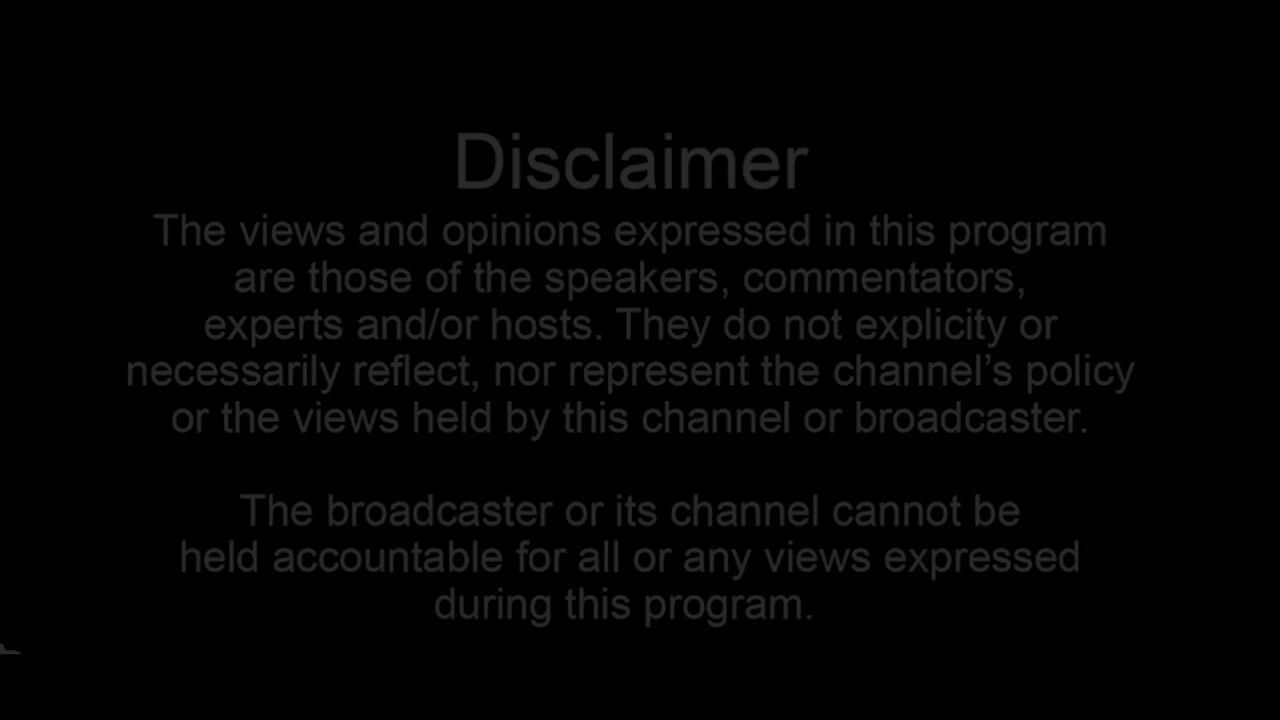 Disclaimer
The views and opinions expressed in this program
are those of the speakers, commentators,
experts and/or hosts. They do not explicity or
necessarily reflect, nor represent the channel’s policy
or the views held by this channel or broadcaster.
The broadcaster or its channel cannot be
held accountable for all or any views expressed
during this program.